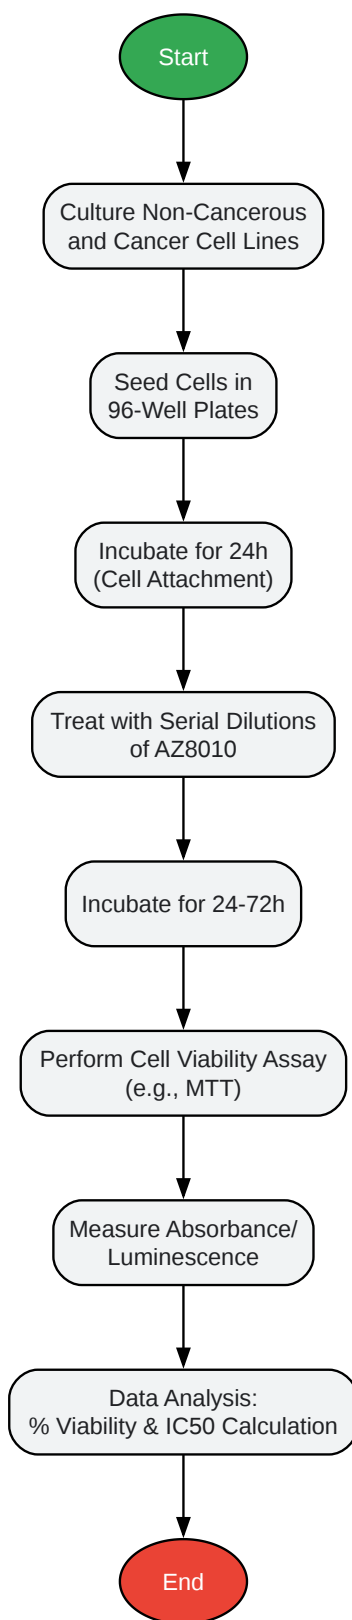 Start
Culture Non-Cancerous
and Cancer Cell Lines
Seed Cells in
96-Well Plates
Incubate for 24h
(Cell Attachment)
Treat with Serial Dilutions
of AZ8010
Incubate for 24-72h
Perform Cell Viability Assay
(e.g., MTT)
Measure Absorbance/
Luminescence
Data Analysis:
% Viability & IC50 Calculation
End